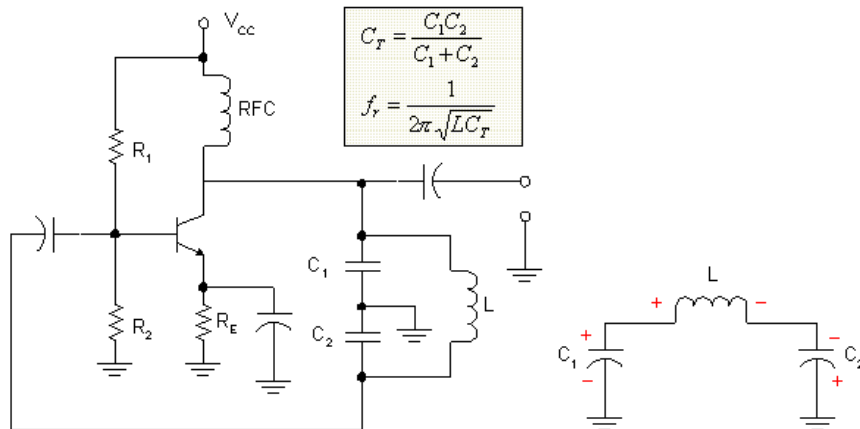 V_CC
C_T = C_1C_2 / (C_1 + C_2)
f_r = 1 / (2π√(LC_T))
RFC
R_1
C_1
L
R_2
R_E
C_2
L
+ −
+ −
C_1 C_2
− +